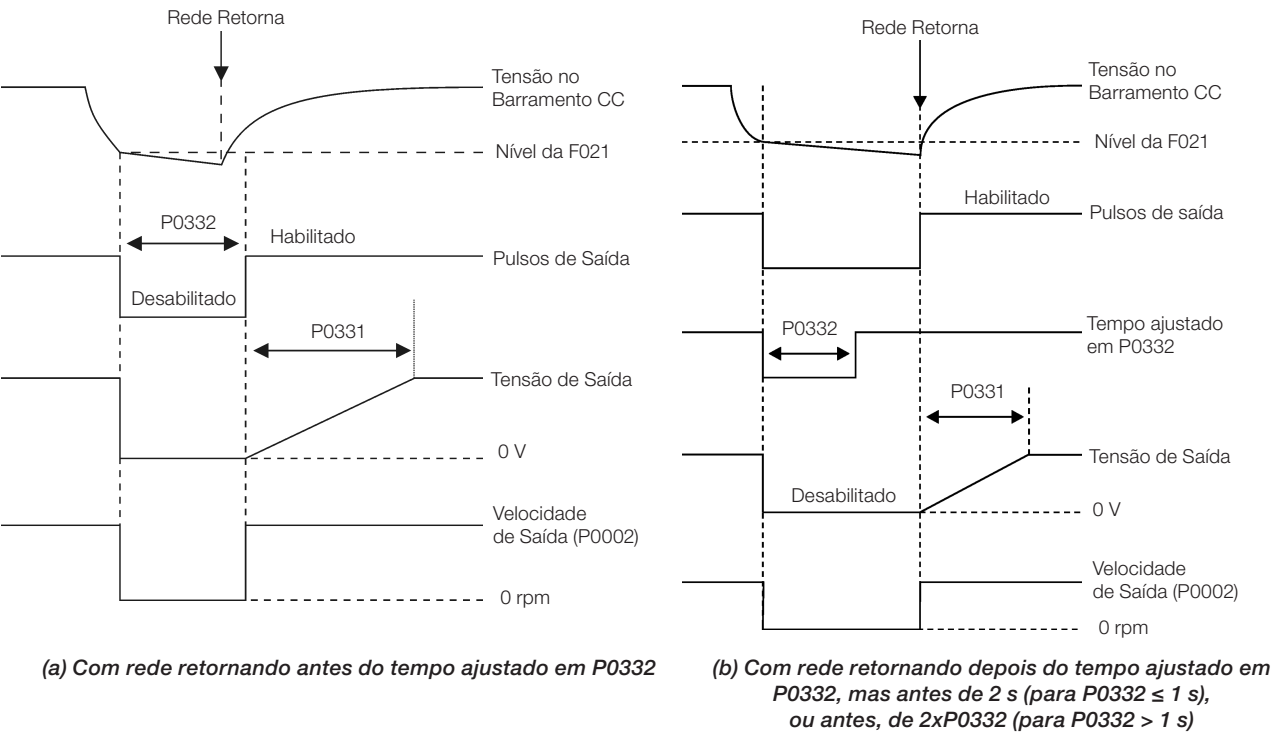 Rede Retorna
Tensão no
Barramento CC
Nível da F021
P0332
Habilitado
Pulsos de Saída
Desabilitado
P0331
Tensão de Saída
0 V
Velocidade
de Saída (P0002)
0 rpm
(a) Com rede retornando antes do tempo ajustado em P0332
Rede Retorna
Tensão no
Barramento CC
Nível da F021
Habilitado
Pulsos de saída
P0332
Tempo ajustado
em P0332
P0331
Tensão de Saída
Desabilitado
0 V
Velocidade
de Saída (P0002)
0 rpm
(b) Com rede retornando depois do tempo ajustado em
P0332, mas antes de 2 s (para P0332 ≤ 1 s),
ou antes, de 2xP0332 (para P0332 > 1 s)